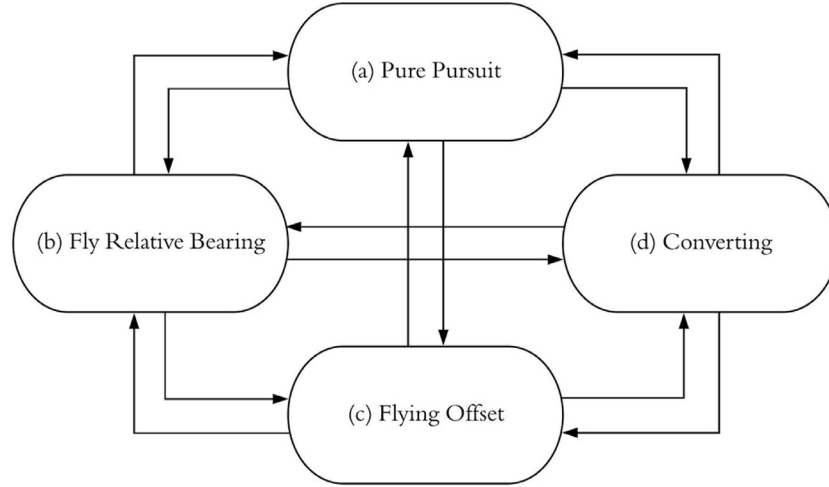 (a) Pure Pursuit
(b) Fly Relative Bearing
(d) Converting
(c) Flying Offset